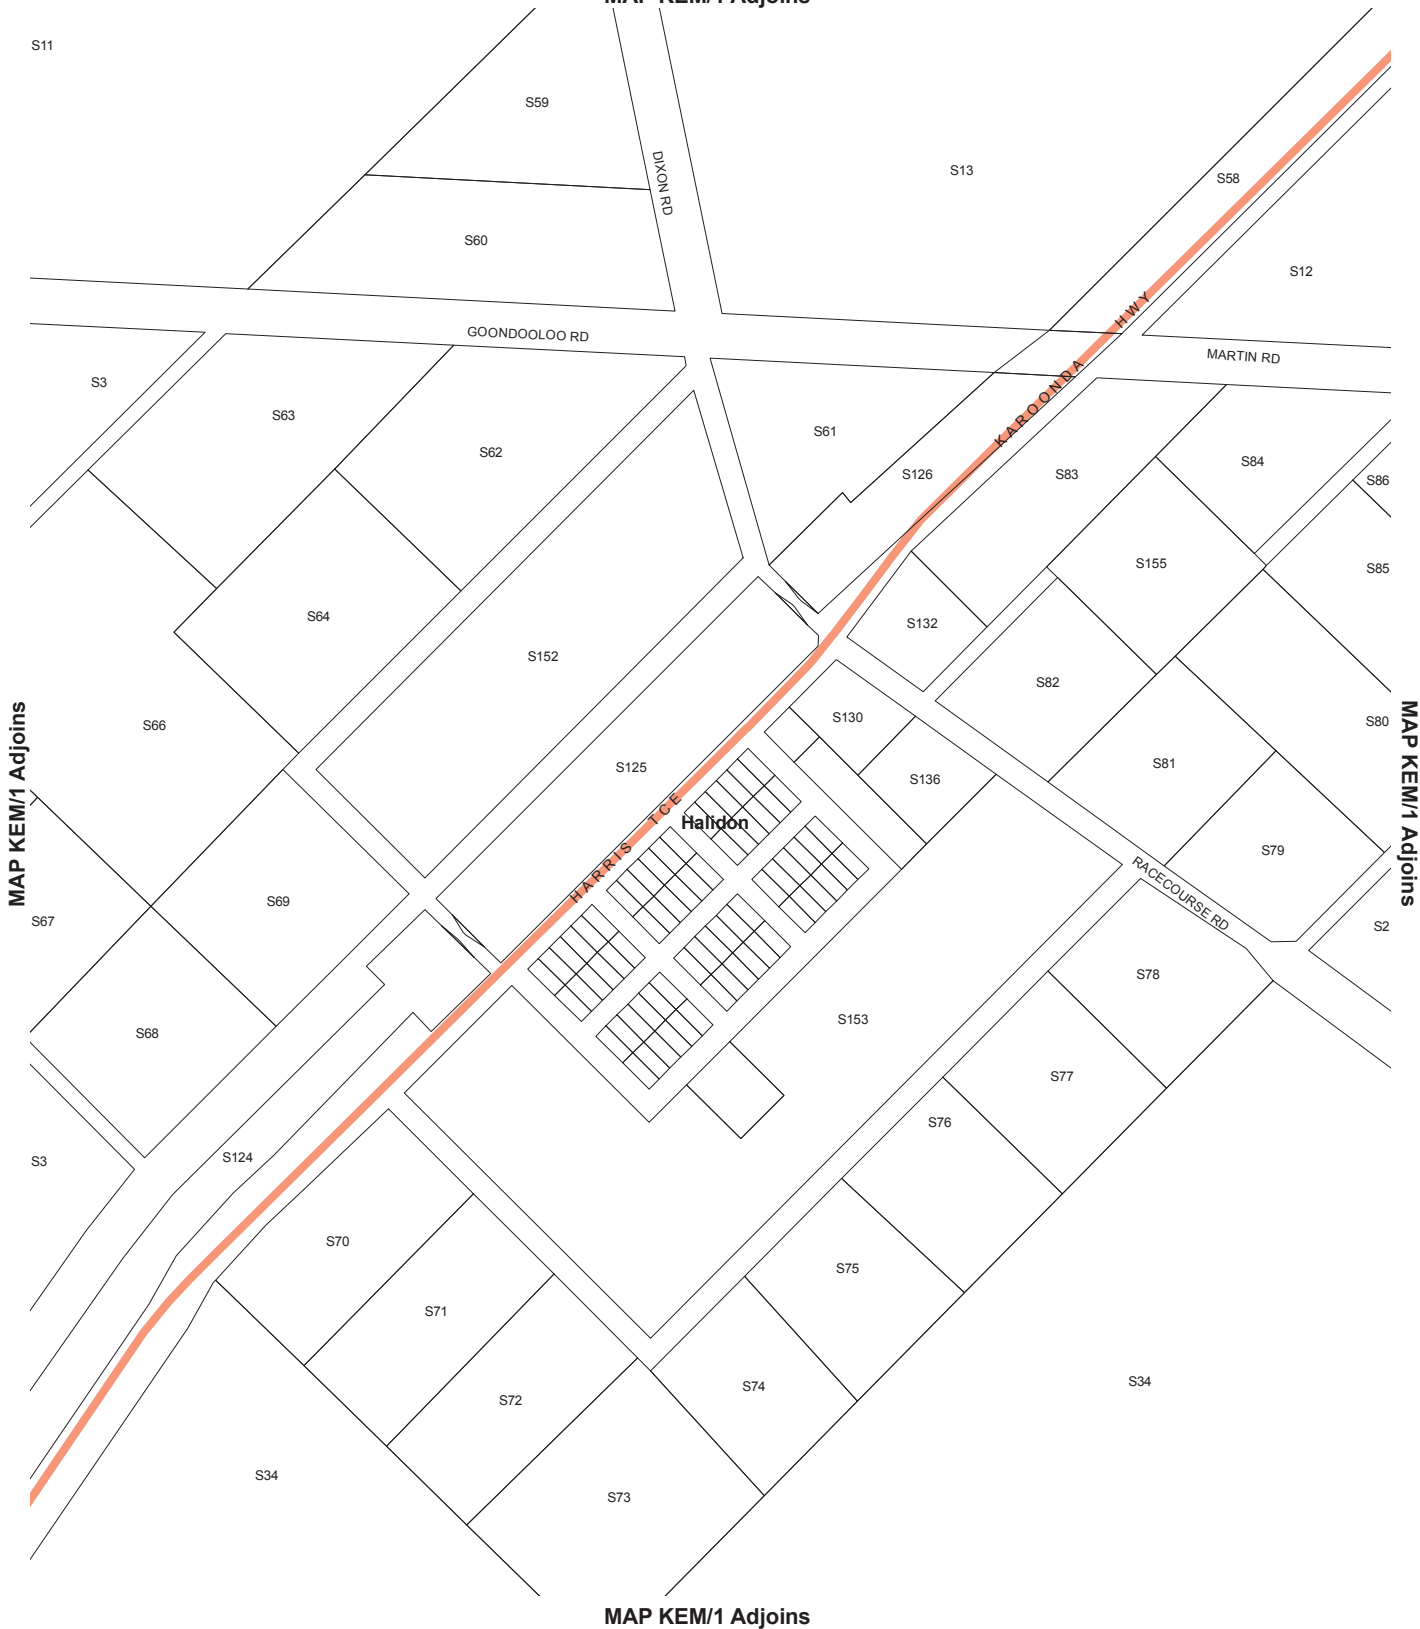 MAP KEM/1 Adjoins
S11
S59
DIXON RD
S13
S58
S60
S12
KAROONDA HWY
GOONDOOLOO RD
MARTIN RD
S3
S63
S62
S61
S126
S83
S84
S86
S64
S152
S132
S155
S85
S66
S125
S130
S82
S80
S136
S81
MAP KEM/1 Adjoins
MAP KEM/1 Adjoins
HARRIS TCE
Halidon
S79
RACECOURSE RD
S67
S69
S2
S78
S68
S153
S77
S76
S3
S124
S70
S75
S71
S74
S72
S34
S34
S73
MAP KEM/1 Adjoins